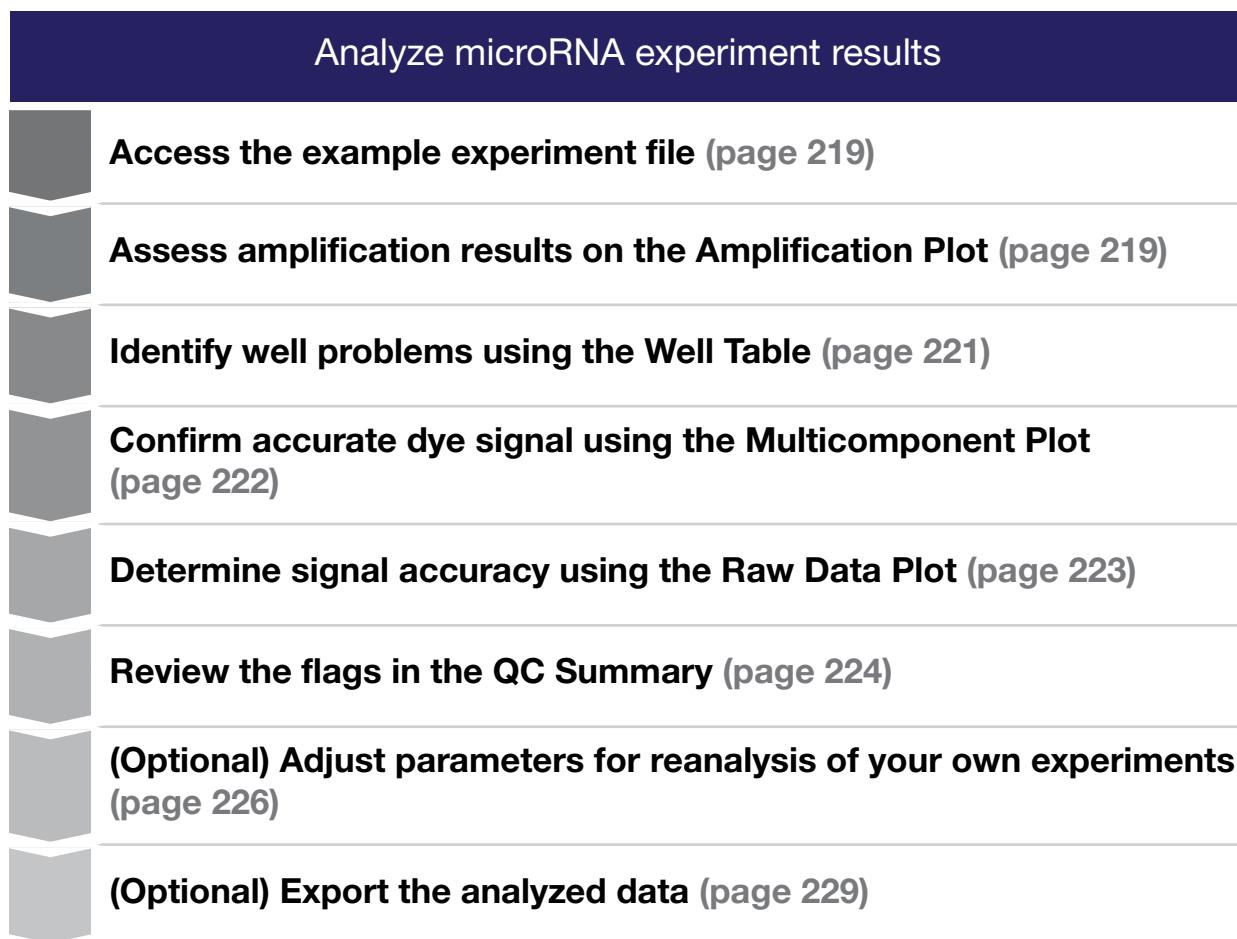 Analyze microRNA experiment results
Access the example experiment file (page 219)
Assess amplification results on the Amplification Plot (page 219)
Identify well problems using the Well Table (page 221)
Confirm accurate dye signal using the Multicomponent Plot
(page 222)
Determine signal accuracy using the Raw Data Plot (page 223)
Review the flags in the QC Summary (page 224)
(Optional) Adjust parameters for reanalysis of your own experiments
(page 226)
(Optional) Export the analyzed data (page 229)